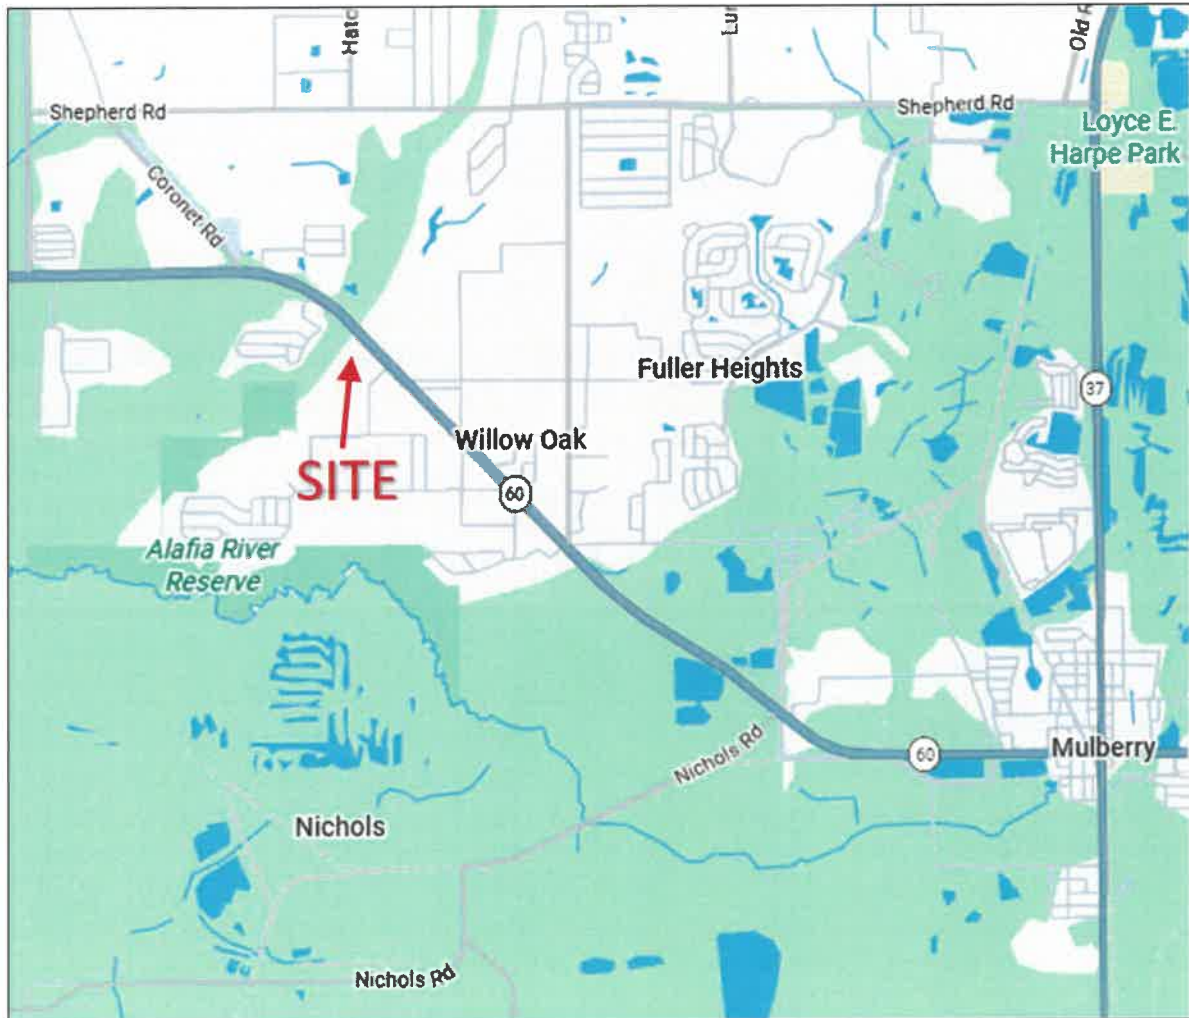 Shepherd Rd
Shepherd Rd
Loyce E.
Harpe Park
Coronet Rd
Fuller Heights
37
SITE
Willow Oak
60
Alafia River
Reserve
Nichols Rd
60
Mulberry
Nichols
Nichols Rd